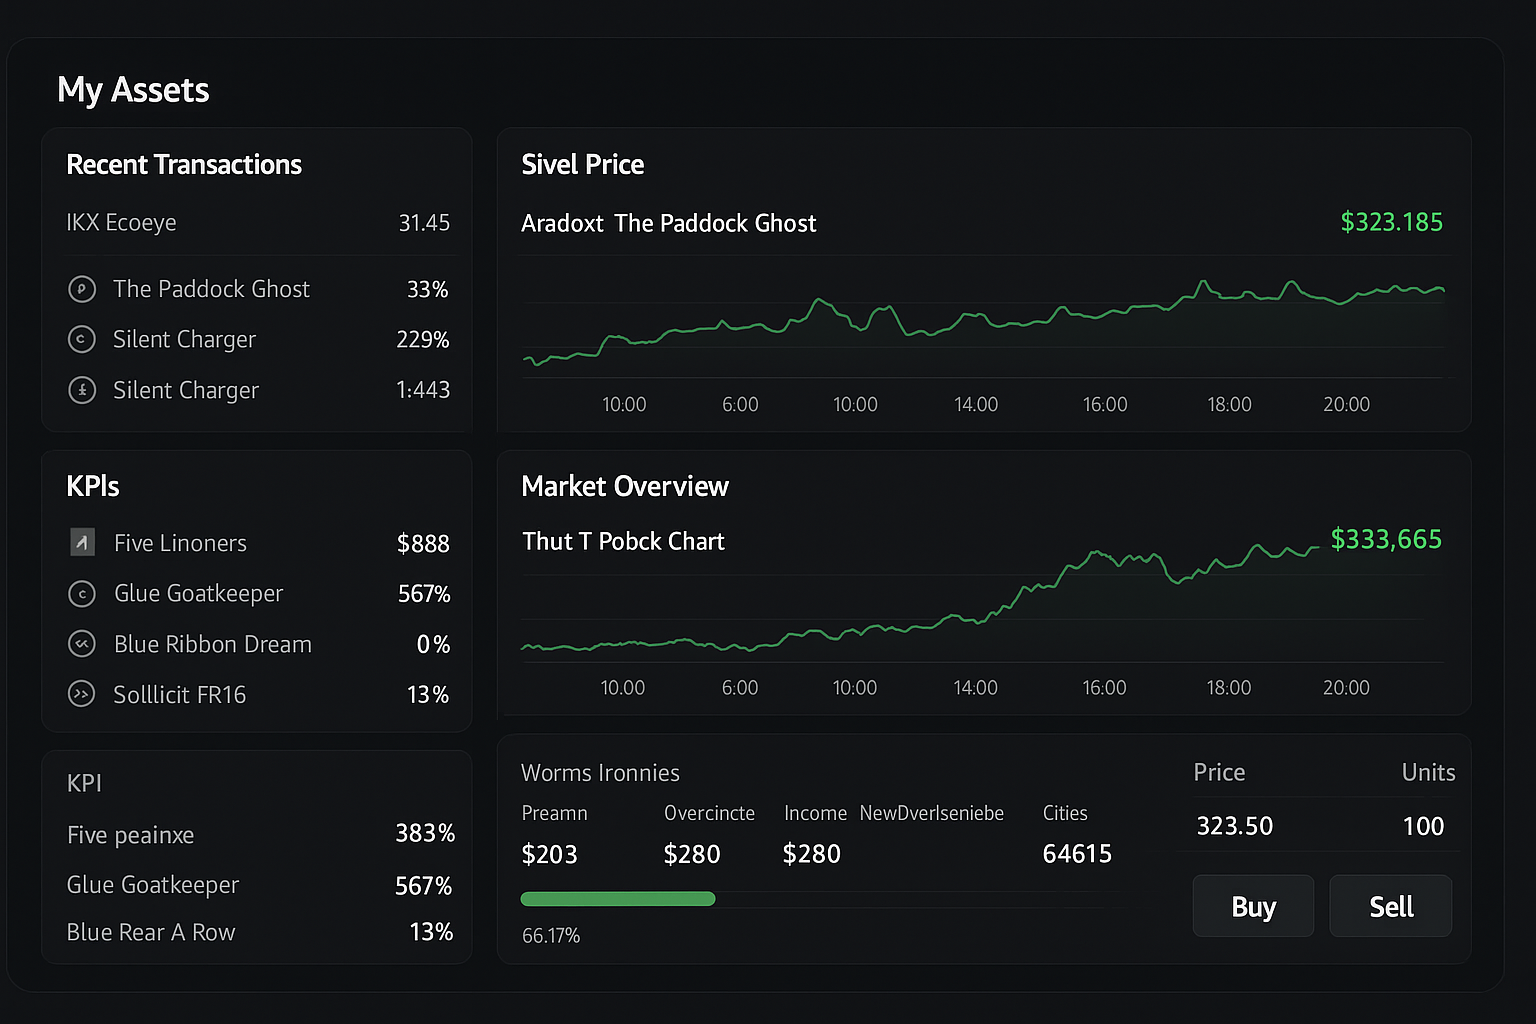 My Assets
Recent Transactions
IKX Ecoeye 31.45
The Paddock Ghost 33%
Silent Charger 229%
Silent Charger 1:443
Sivel Price
Aradoxt The Paddock Ghost $323.185
10:00 6:00 10:00 14:00 16:00 18:00 20:00
KPIs
Five Linoners $888
Glue Goatkeeper 567%
Blue Ribbon Dream 0%
Solllicit FR16 13%
Market Overview
Thut T Pobck Chart $333,665
10.00 6:00 10:00 14:00 16:00 18:00 20:00
KPI
Five peainxe 383%
Glue Goatkeeper 567%
Blue Rear A Row 13%
Worms Ironnies
Preamn Overcincte Income NewDverlseniebe Cities
$203 $280 $280 64615
66.17%
Price Units
323.50 100
Buy Sell